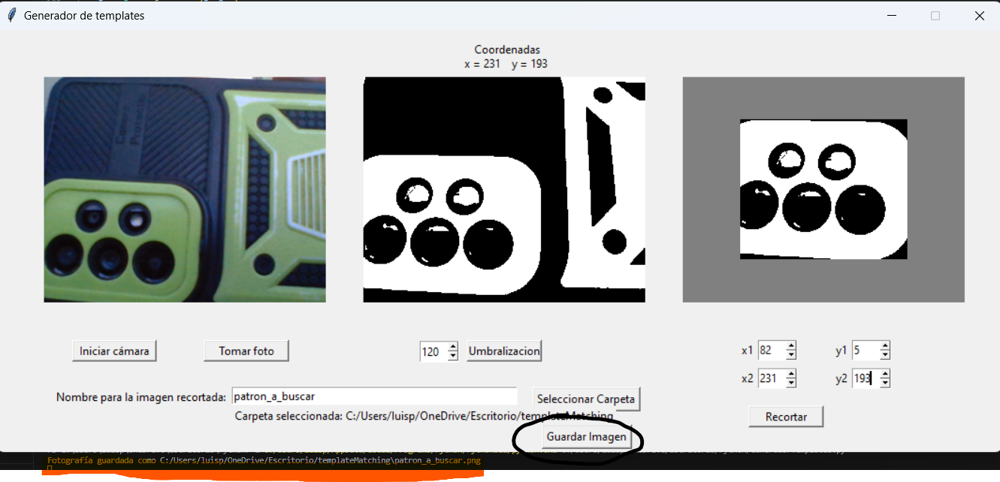 Generador de templates
Coordenadas
x = 231 y = 193
Iniciar cámara
Tomar foto
120
Umbralizacion
x1 82
y1 5
x2 231
y2 193
Nombre para la imagen recortada: patron_a_buscar
Seleccionar Carpeta
Carpeta seleccionada: C:/Users/luisp/OneDrive/Escritorio/templateMatching
Recortar
Guardar Imagen
Fotografía guardada como C:/Users/luisp/OneDrive/Escritorio/templateMatching\patron_a_buscar.png